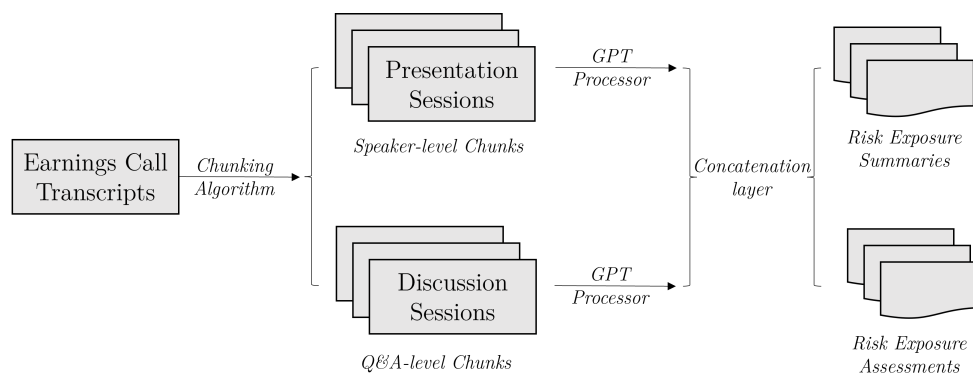 Earnings Call
Transcripts
Chunking
Algorithm
Presentation
Sessions
Speaker-level Chunks
Discussion
Sessions
Q&A-level Chunks
GPT
Processor
GPT
Processor
Concatenation
layer
Risk Exposure
Summaries
Risk Exposure
Assessments